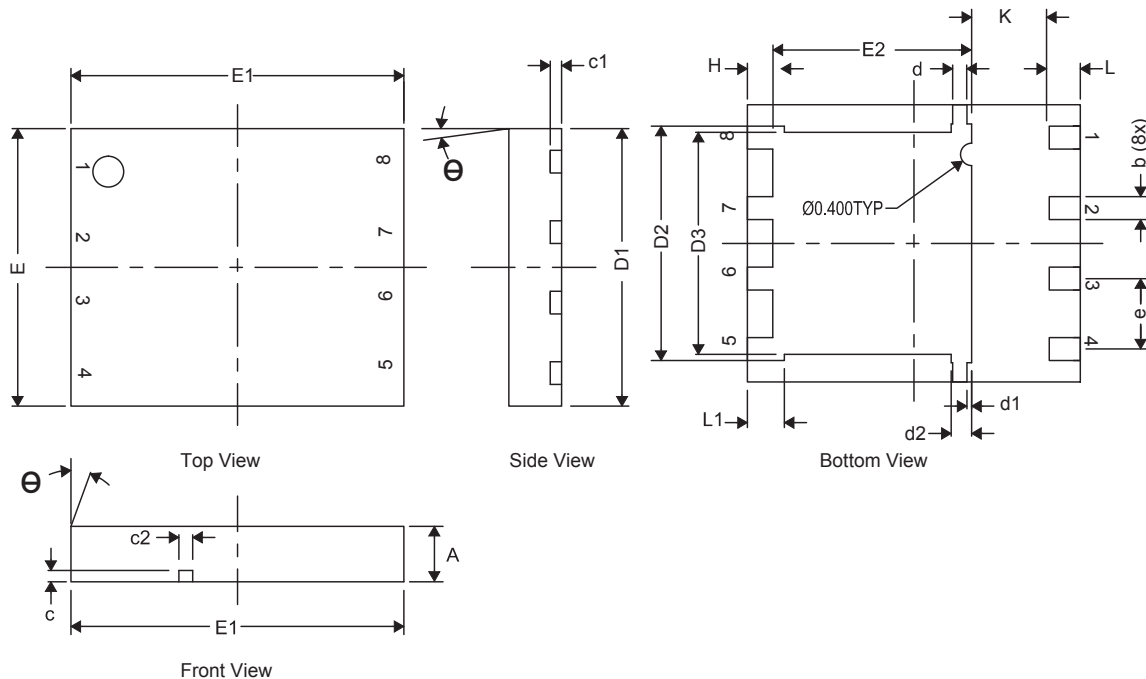 E1
c1
K
E2
H
d
L
1
8
E
Θ
D1
2
7
3
6
4
5
Top View
Side View
8
1
b (8x)
7
2
Ø0.400TYP
D2
D3
6
3
e
5
4
L1
d1
d2
Bottom View
Θ
c2
A
c
E1
Front View